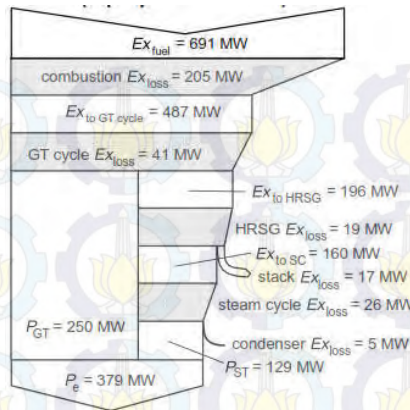 Ex_fuel = 691 MW
combustion Ex_loss = 205 MW
Ex_to GT cycle = 487 MW
GT cycle Ex_loss = 41 MW
Ex_to HRSG = 196 MW
HRSG Ex_loss = 19 MW
Ex_to SC = 160 MW
stack Ex_loss = 17 MW
steam cycle Ex_loss = 26 MW
P_GT = 250 MW
condenser Ex_loss = 5 MW
P_ST = 129 MW
P_e = 379 MW